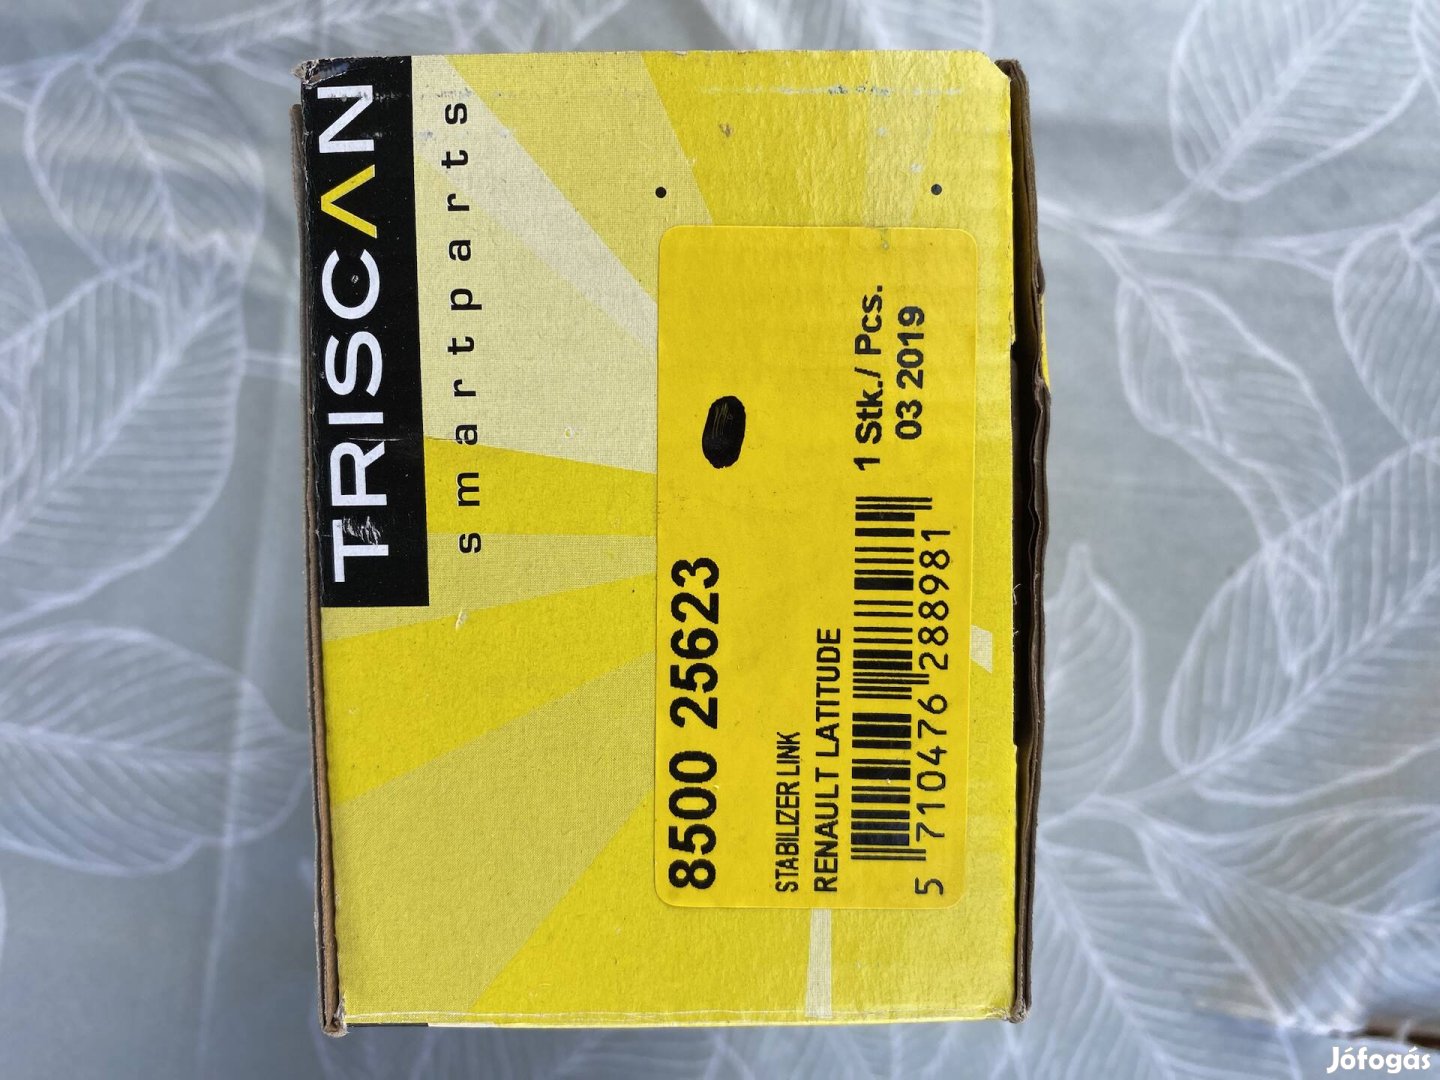 TRISCAN
smartparts
8500 25623
STABILIZER LINK
RENAULT LATITUDE
1 Stk./ Pcs.
03 2019
5 710476 288981
Jófogás